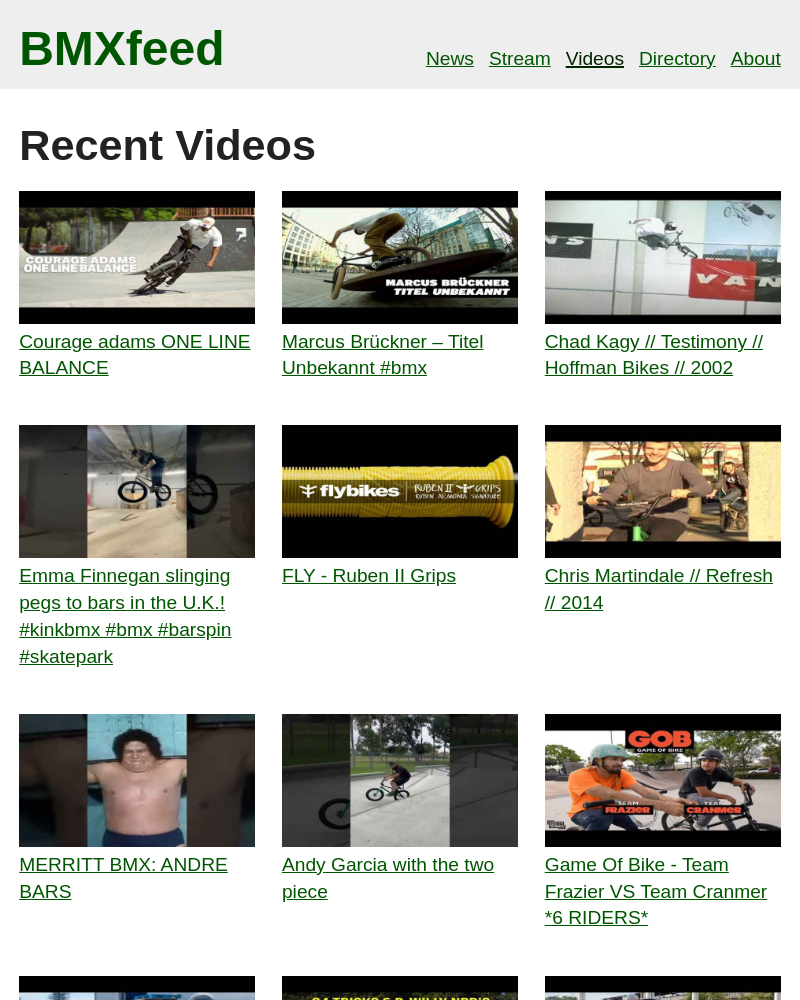 BMXfeed
News Stream Videos Directory About
Recent Videos
COURAGE ADAMS
ONE LINE BALANCE
MARCUS BRÜCKNER
TITEL UNBEKANNT
N S
V A N
Courage adams ONE LINE
BALANCE
Marcus Brückner – Titel
Unbekannt #bmx
Chad Kagy // Testimony //
Hoffman Bikes // 2002
flybikes
RUBEN II GRIPS
RUBEN ALCANTARA SIGNATURE
Emma Finnegan slinging
pegs to bars in the U.K.!
#kinkbmx #bmx #barspin
#skatepark
FLY - Ruben II Grips
Chris Martindale // Refresh
// 2014
GOB
GAME OF BIKE
TEAM
FRAZIER
TEAM
CRANMER
MERRITT BMX: ANDRE
BARS
Andy Garcia with the two
piece
Game Of Bike - Team
Frazier VS Team Cranmer
*6 RIDERS*